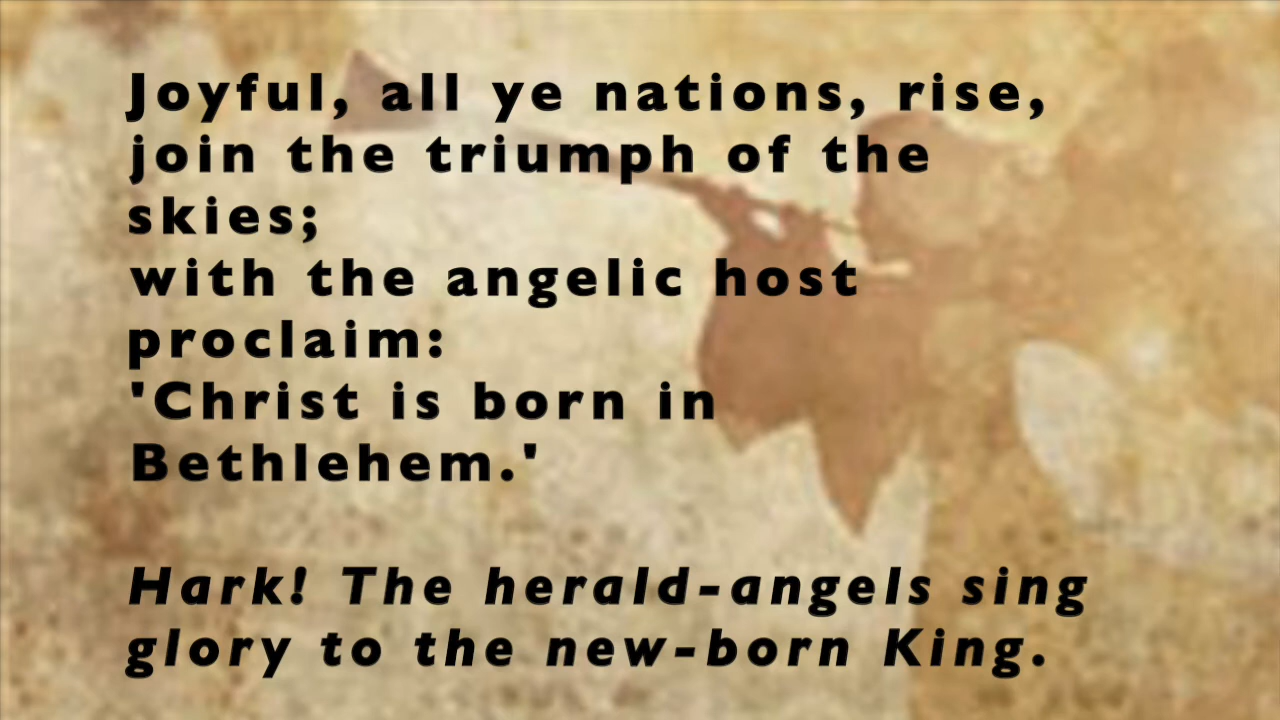 Joyful, all ye nations, rise,
join the triumph of the
skies;
with the angelic host
proclaim:
'Christ is born in
Bethlehem.'
Hark! The herald-angels sing
glory to the new-born King.